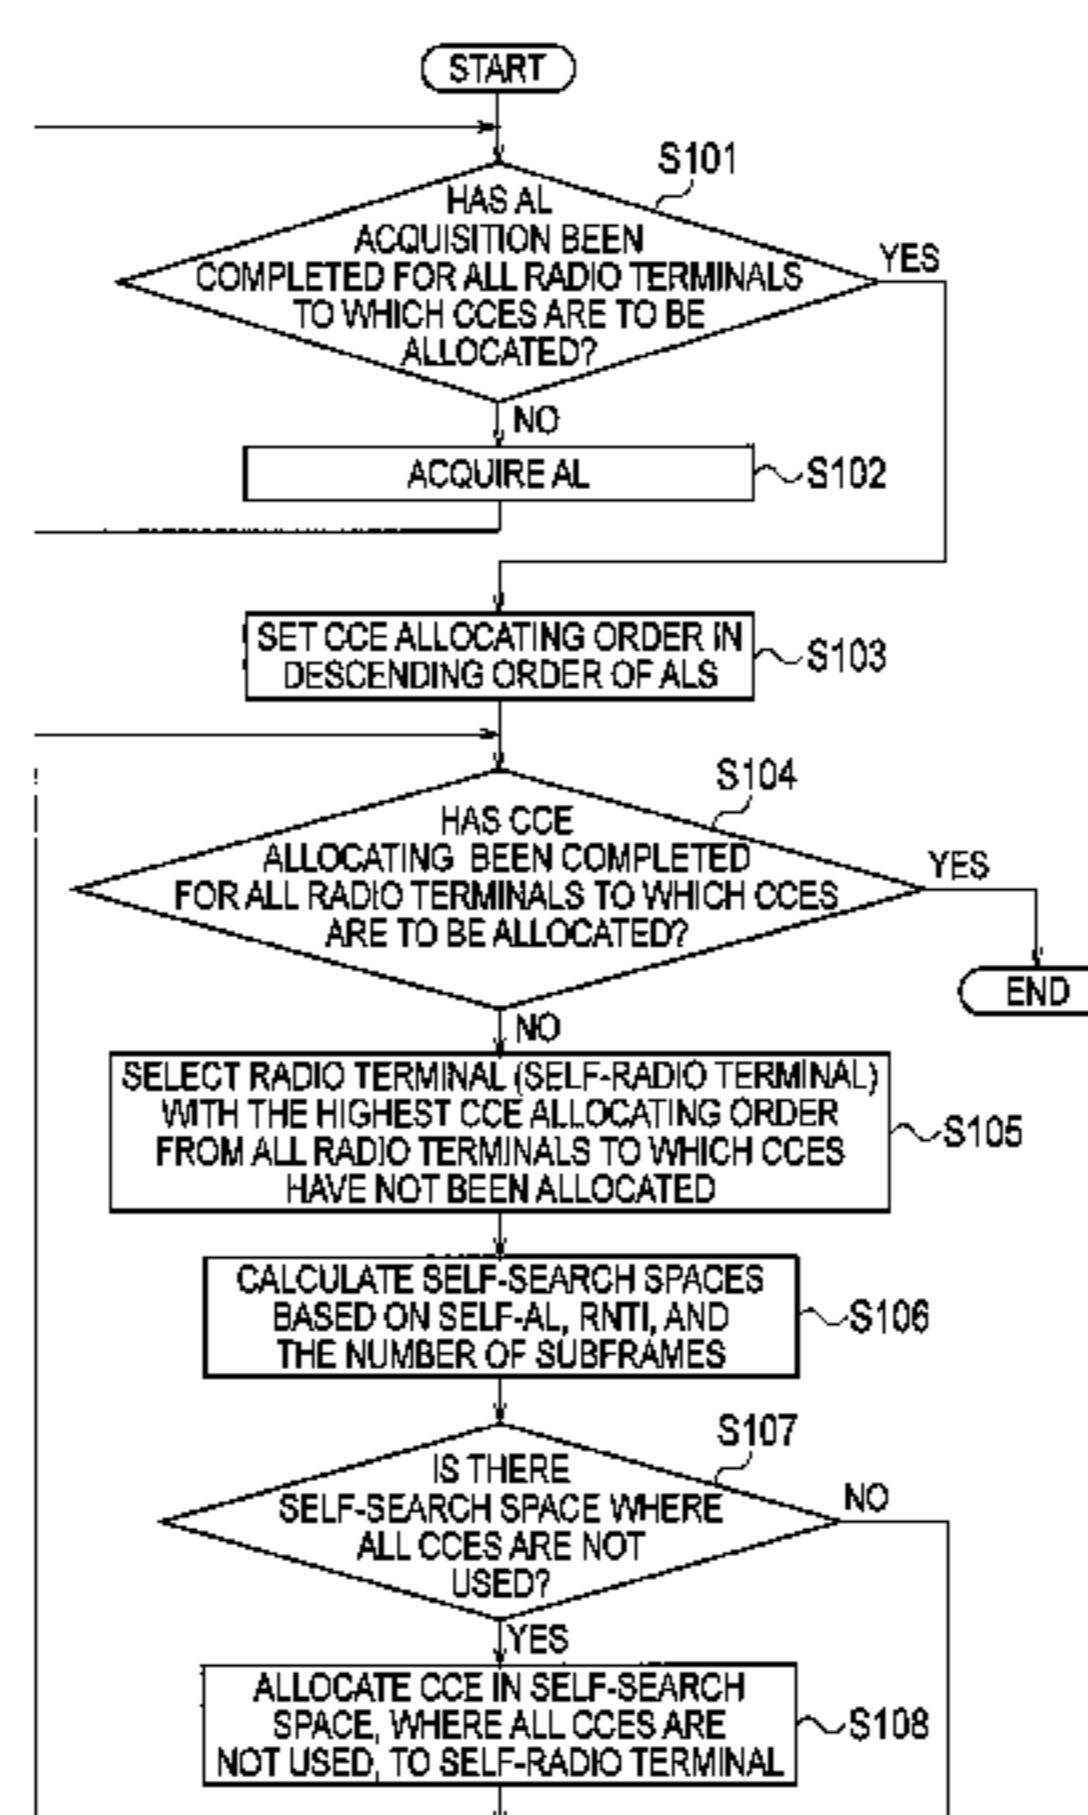 START
S101
HAS AL
ACQUISITION BEEN
COMPLETED FOR ALL RADIO TERMINALS
TO WHICH CCES ARE TO BE
ALLOCATED?
YES
NO
ACQUIRE AL
S102
SET CCE ALLOCATING ORDER IN
DESCENDING ORDER OF ALS
S103
S104
HAS CCE
ALLOCATING BEEN COMPLETED
FOR ALL RADIO TERMINALS TO WHICH CCES
ARE TO BE ALLOCATED?
YES
END
NO
SELECT RADIO TERMINAL (SELF-RADIO TERMINAL)
WITH THE HIGHEST CCE ALLOCATING ORDER
FROM ALL RADIO TERMINALS TO WHICH CCES
HAVE NOT BEEN ALLOCATED
S105
CALCULATE SELF-SEARCH SPACES
BASED ON SELF-AL, RNTI, AND
THE NUMBER OF SUBFRAMES
S106
S107
IS THERE
SELF-SEARCH SPACE WHERE
ALL CCES ARE NOT
USED?
NO
YES
ALLOCATE CCE IN SELF-SEARCH
SPACE, WHERE ALL CCES ARE
NOT USED, TO SELF-RADIO TERMINAL
S108